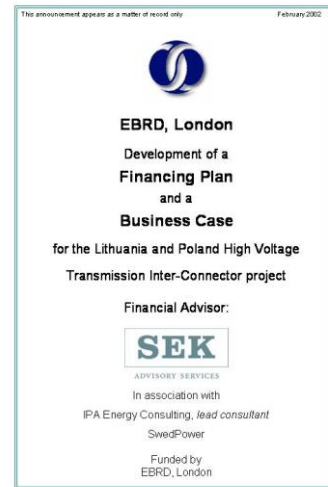 This announcement appears as a matter of record only
February 2002
EBRD, London
Development of a
Financing Plan
and a
Business Case
for the Lithuania and Poland High Voltage
Transmission Inter-Connector project
Financial Advisor:
SEK
ADVISORY SERVICES
In association with
IPA Energy Consulting, lead consultant
SwedPower
Funded by
EBRD, London